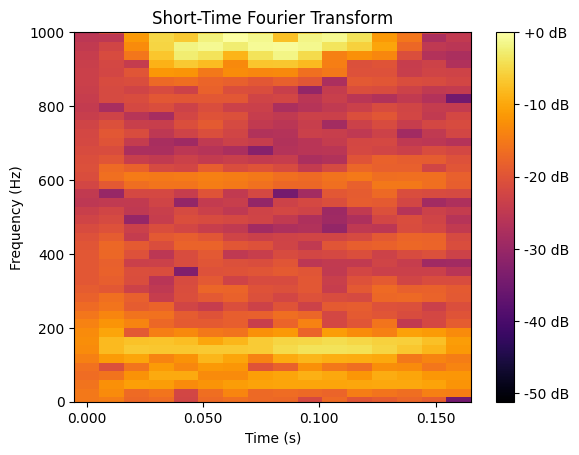 Short-Time Fourier Transform
Frequency (Hz)
1000
800
600
400
200
0
0.000
0.050
0.100
0.150
Time (s)
+0 dB
-10 dB
-20 dB
-30 dB
-40 dB
-50 dB